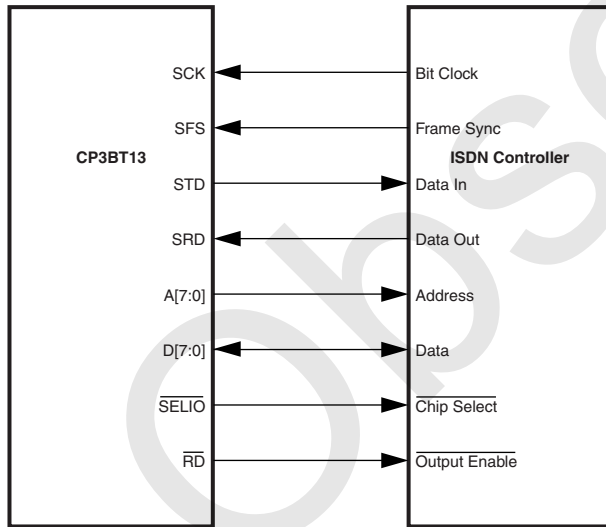 SCK Bit Clock
SFS Frame Sync
CP3BT13 ISDN Controller
STD Data In
SRD Data Out
A[7:0] Address
D[7:0] Data
SELIO Chip Select
RD Output Enable